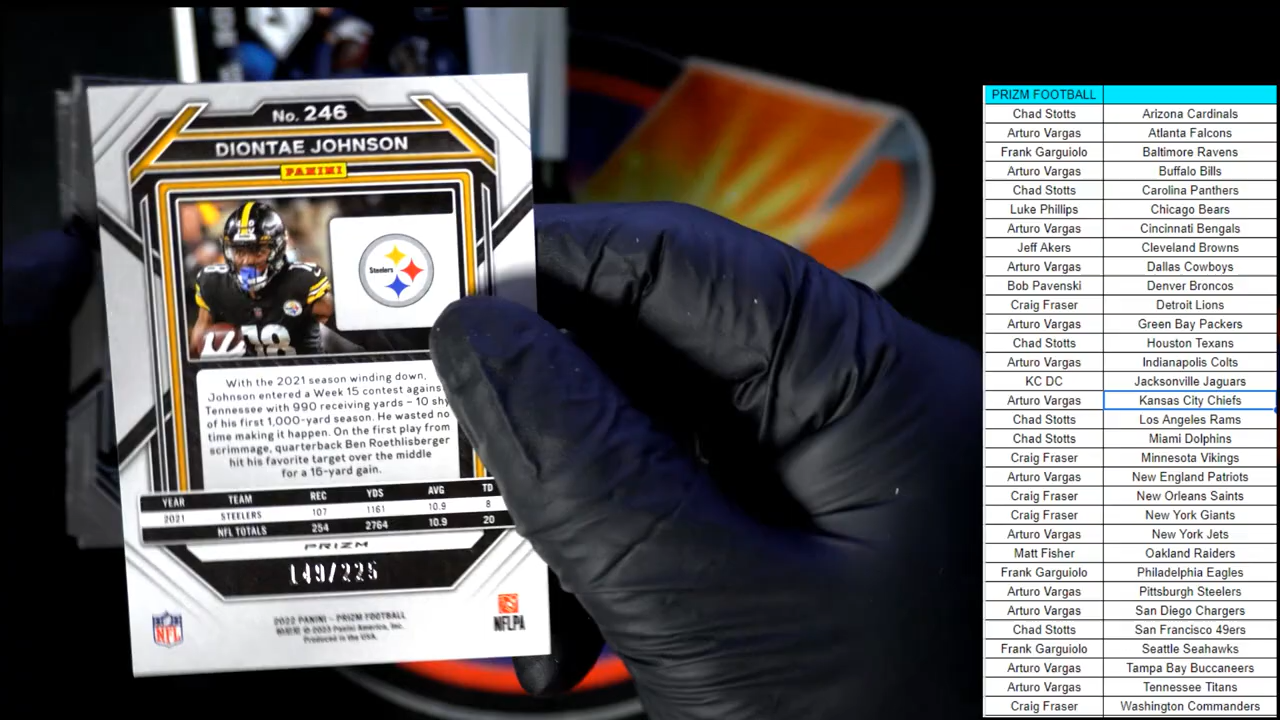 No. 246
DIONTAE JOHNSON
PANINI
Steelers
18
With the 2021 season winding down,
Johnson entered a Week 15 contest against
Tennessee with 990 receiving yards – 10 shy
of his first 1,000-yard season. He wasted no
time making it happen. On the first play from
scrimmage, quarterback Ben Roethlisberger
hit his favorite target over the middle
for a 16-yard gain.
YEAR TEAM REC YDS AVG TD
2021 STEELERS 107 1161 10.9 8
NFL TOTALS 254 2764 10.9 20
PRIZM
149/225
2022 PANINI – PRIZM FOOTBALL
© 2023 Panini America, Inc.
Produced in the USA.
NFL
NFLPA
PRIZM FOOTBALL
Chad Stotts Arizona Cardinals
Arturo Vargas Atlanta Falcons
Frank Garguiolo Baltimore Ravens
Arturo Vargas Buffalo Bills
Chad Stotts Carolina Panthers
Luke Phillips Chicago Bears
Arturo Vargas Cincinnati Bengals
Jeff Akers Cleveland Browns
Arturo Vargas Dallas Cowboys
Bob Pavenski Denver Broncos
Craig Fraser Detroit Lions
Arturo Vargas Green Bay Packers
Chad Stotts Houston Texans
Arturo Vargas Indianapolis Colts
KC DC Jacksonville Jaguars
Arturo Vargas Kansas City Chiefs
Chad Stotts Los Angeles Rams
Chad Stotts Miami Dolphins
Craig Fraser Minnesota Vikings
Arturo Vargas New England Patriots
Craig Fraser New Orleans Saints
Craig Fraser New York Giants
Arturo Vargas New York Jets
Matt Fisher Oakland Raiders
Frank Garguiolo Philadelphia Eagles
Arturo Vargas Pittsburgh Steelers
Arturo Vargas San Diego Chargers
Chad Stotts San Francisco 49ers
Frank Garguiolo Seattle Seahawks
Arturo Vargas Tampa Bay Buccaneers
Arturo Vargas Tennessee Titans
Craig Fraser Washington Commanders